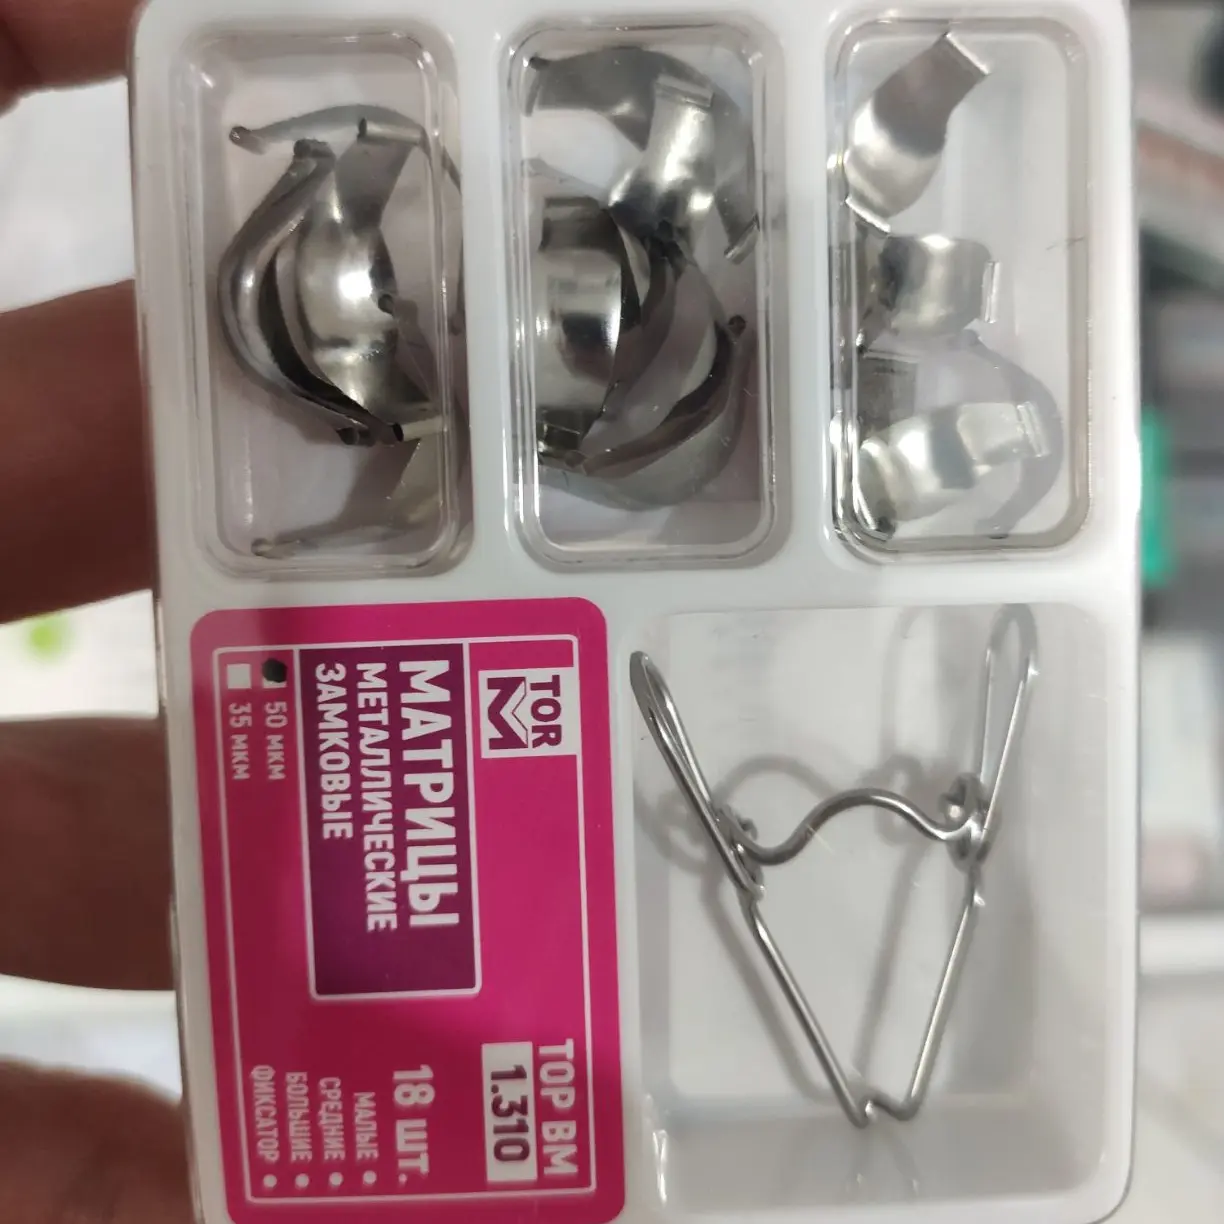 TOR
M
МАТРИЦЫ
МЕТАЛЛИЧЕСКИЕ
ЗАМКОВЫЕ
50 МКМ
35 МКМ
ТОР ВМ
1.310
18 ШТ.
• МАЛЫЕ
• СРЕДНИЕ
• БОЛЬШИЕ
• ФИКСАТОР